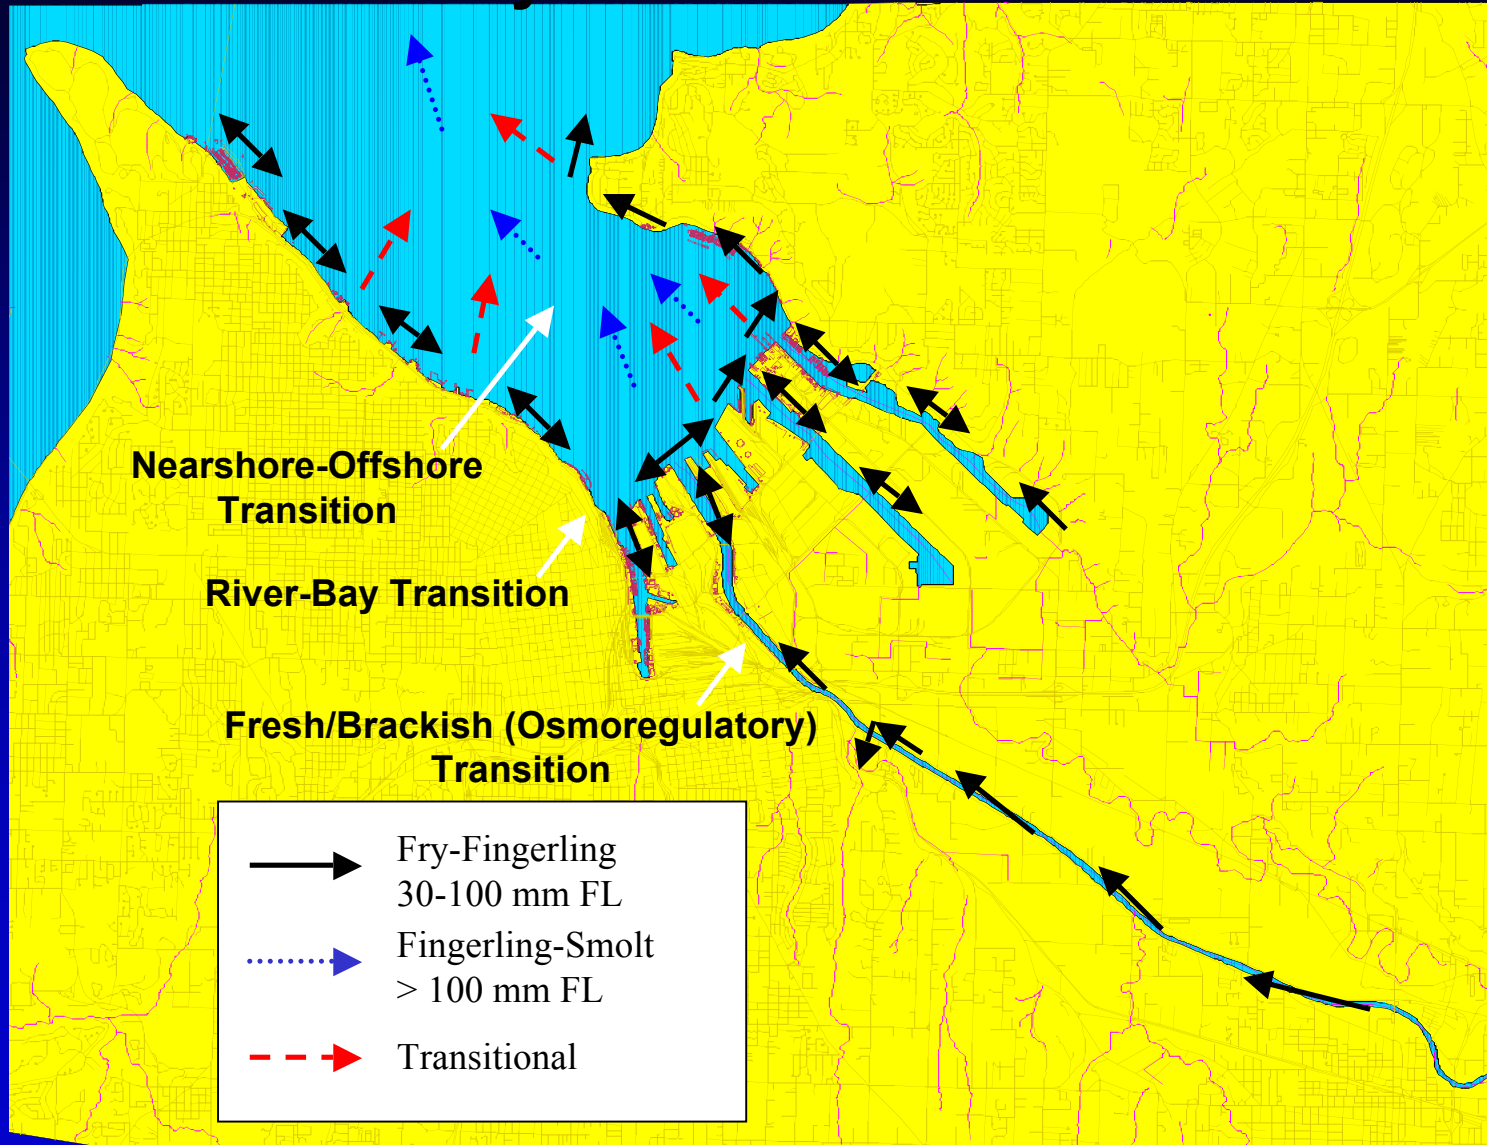 Nearshore-Offshore
Transition
River-Bay Transition
Fresh/Brackish (Osmoregulatory)
Transition
Fry-Fingerling
30-100 mm FL
Fingerling-Smolt
> 100 mm FL
Transitional